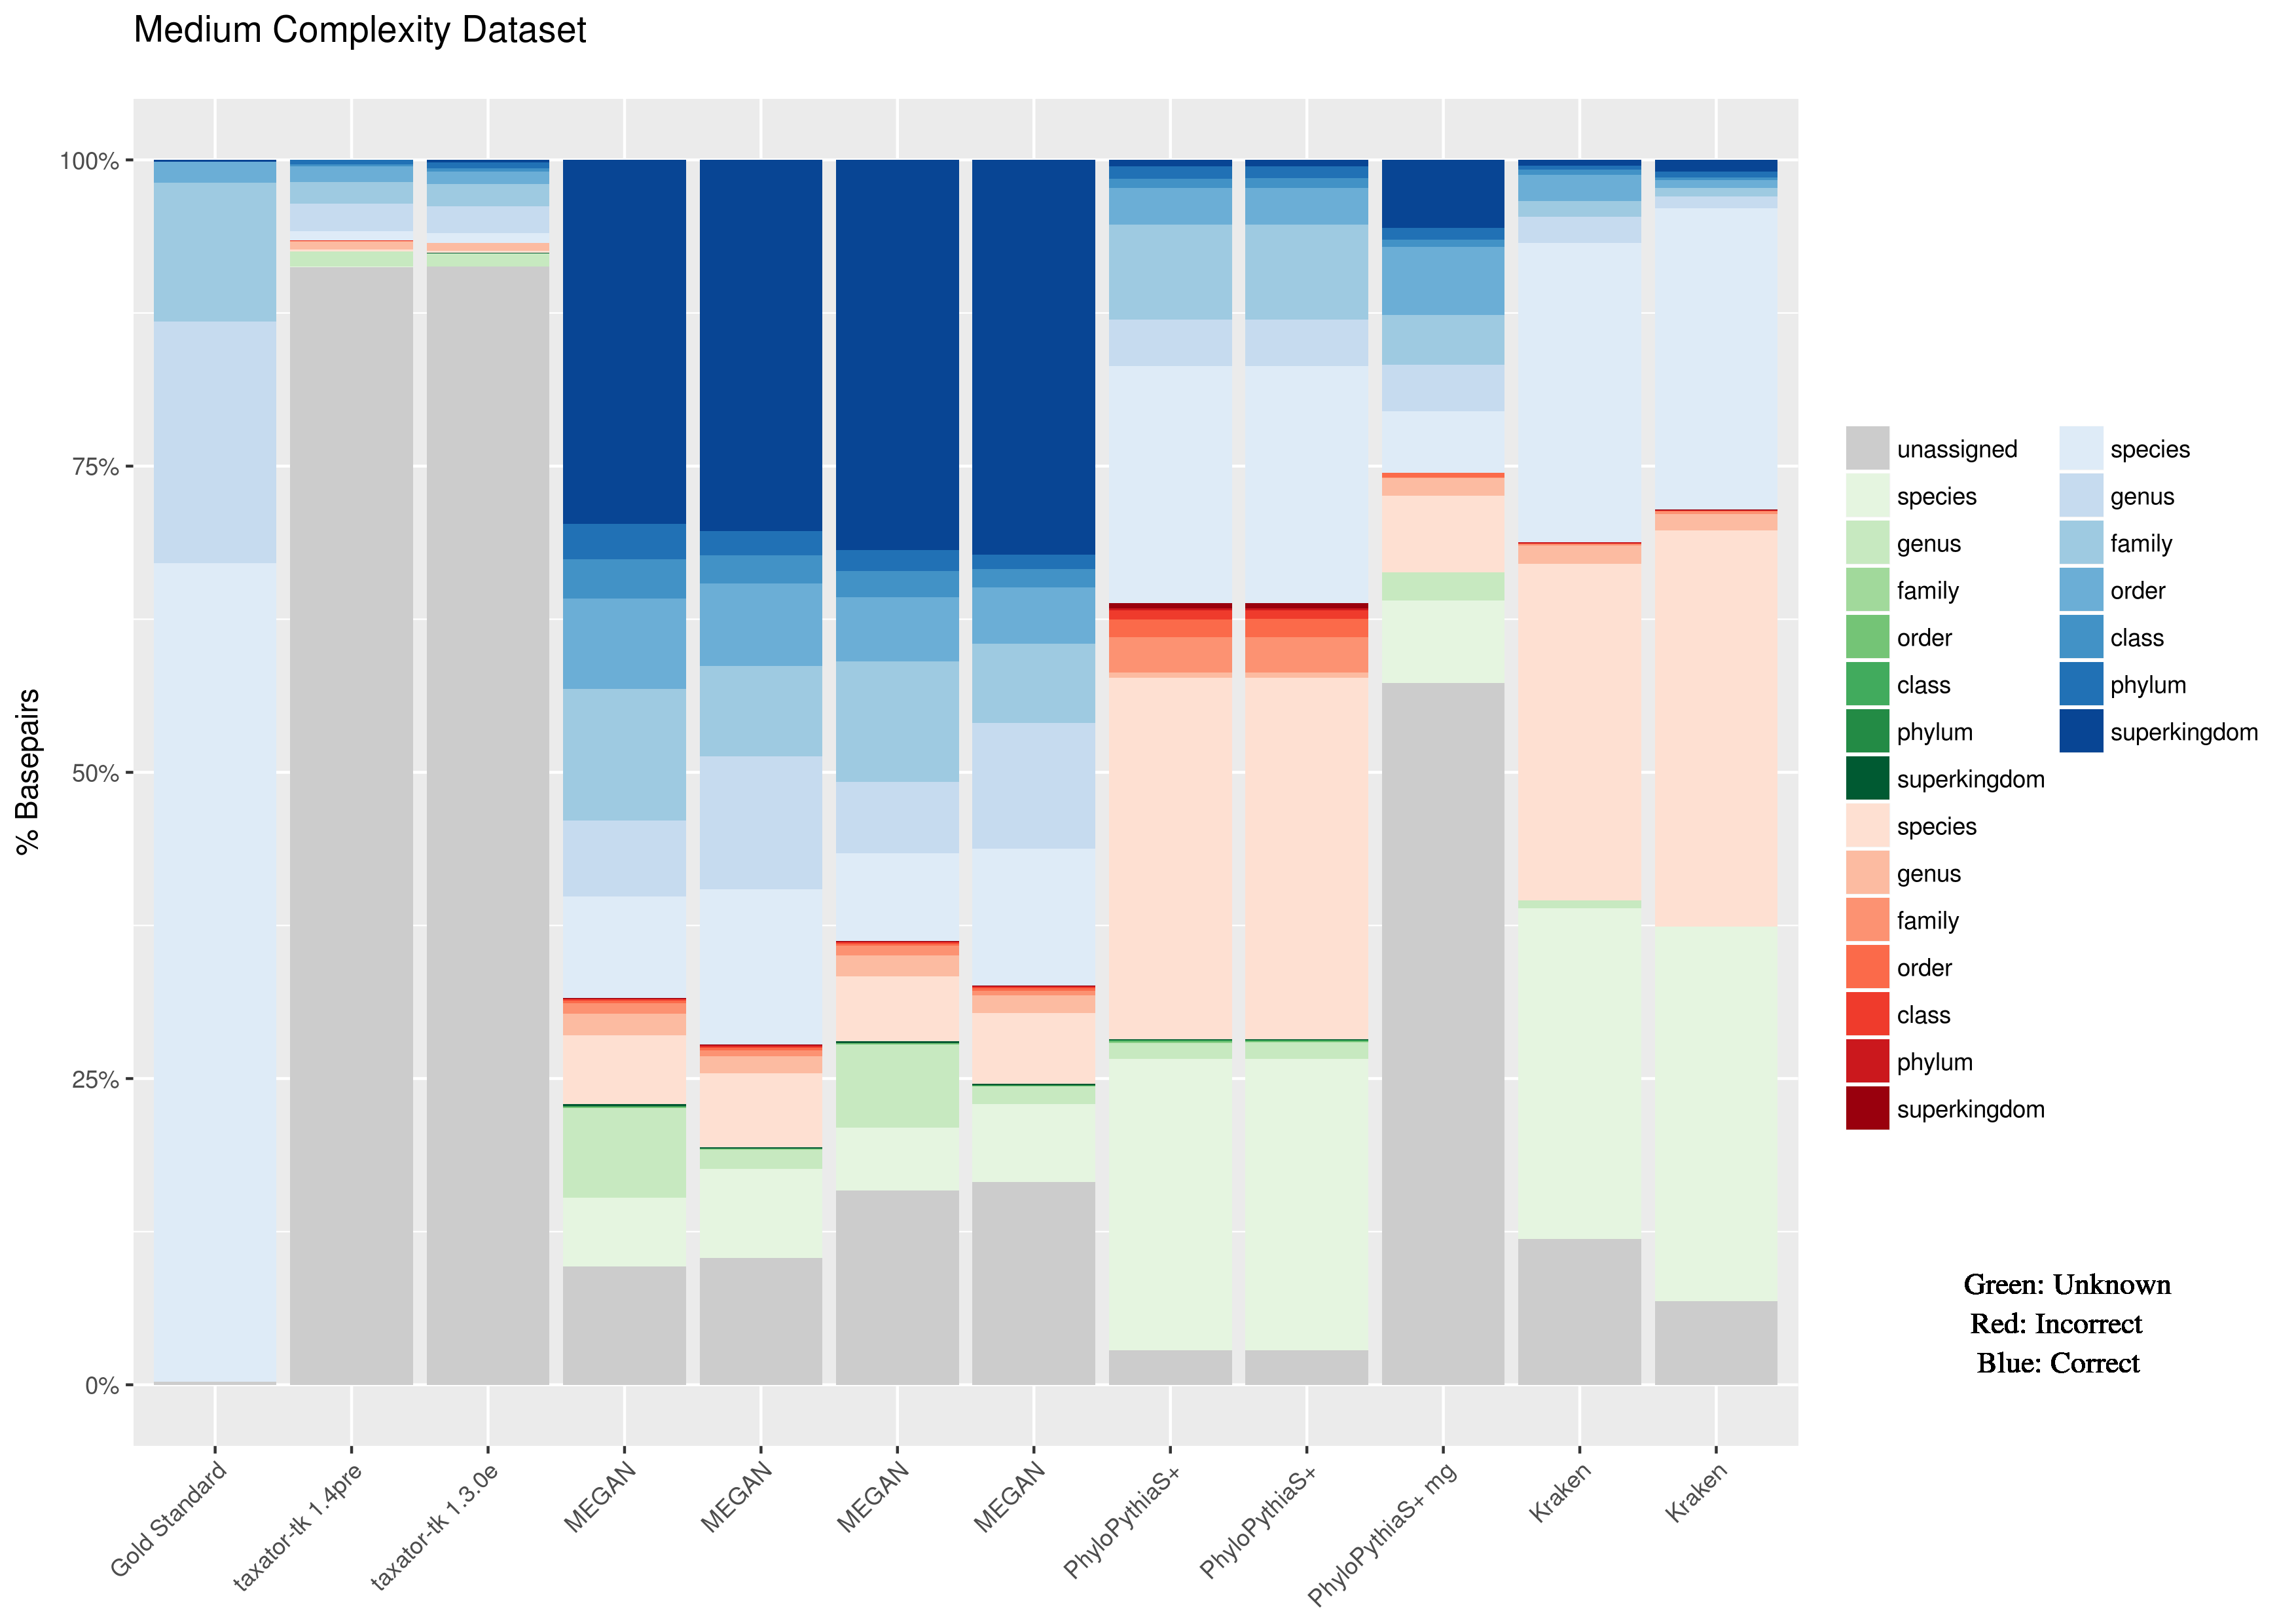 Medium Complexity Dataset
% Basepairs
100%
75%
50%
25%
0%
Gold Standard
taxator-tk 1.4pre
taxator-tk 1.3.0e
MEGAN
MEGAN
MEGAN
MEGAN
PhyloPythiaS+
PhyloPythiaS+
PhyloPythiaS+ mg
Kraken
Kraken
unassigned
species
genus
family
order
class
phylum
superkingdom
species
genus
family
order
class
phylum
superkingdom
species
genus
family
order
class
phylum
superkingdom
Green: Unknown
Red: Incorrect
Blue: Correct